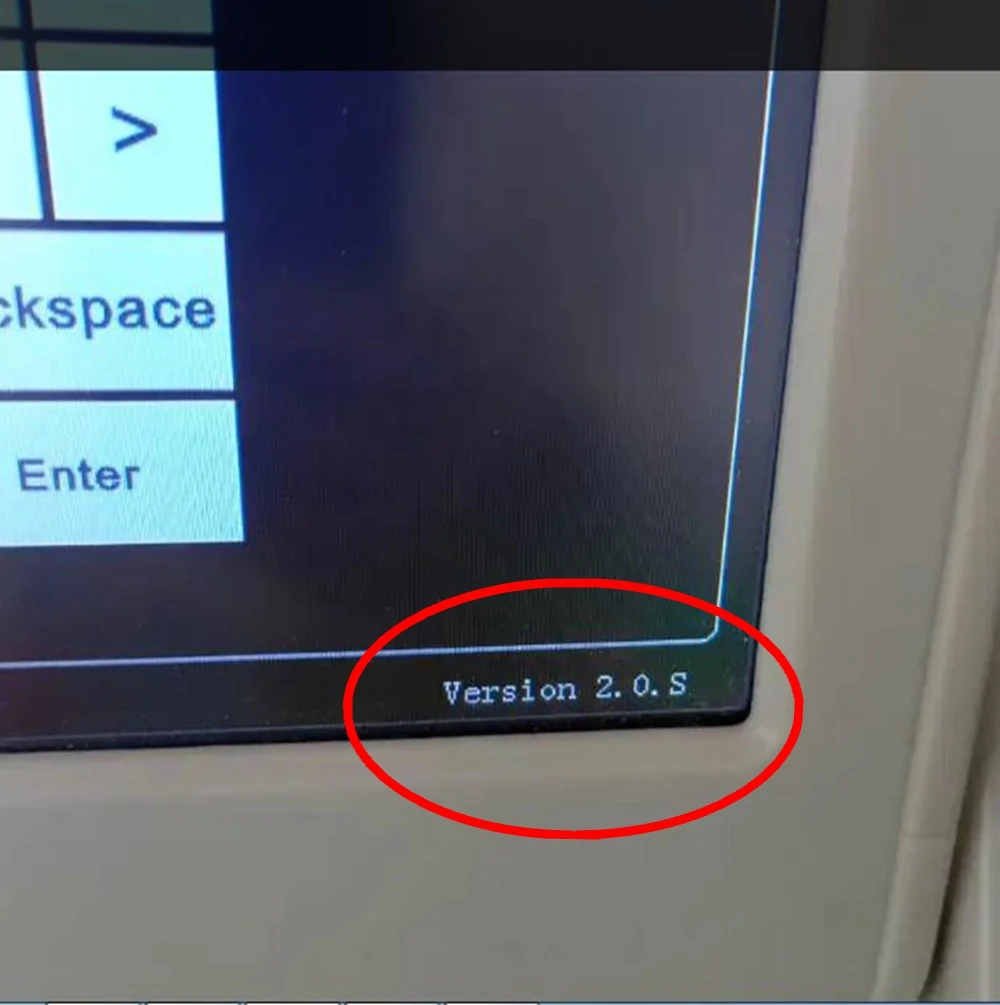 >
ckspace
Enter
Version 2.0.S